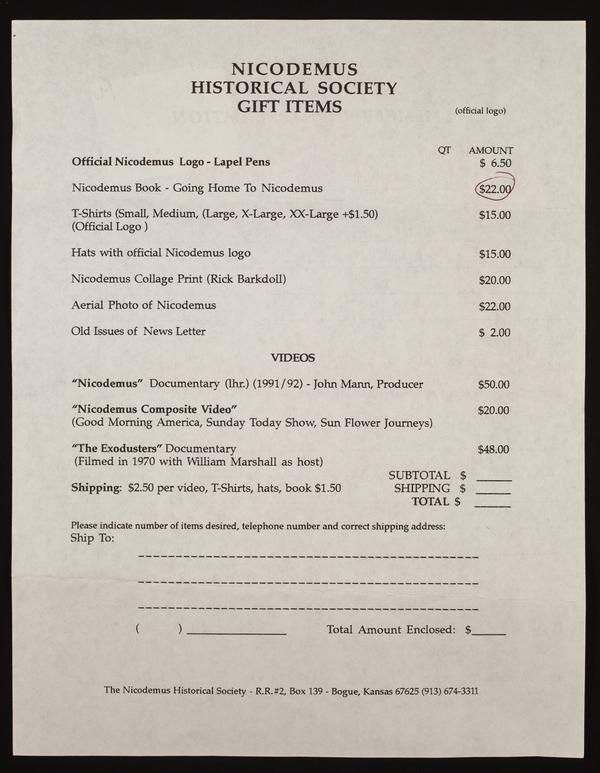 NICODEMUS
HISTORICAL SOCIETY
GIFT ITEMS
(official logo)
QT AMOUNT
Official Nicodemus Logo - Lapel Pens $ 6.50
Nicodemus Book - Going Home To Nicodemus $22.00
T-Shirts (Small, Medium, (Large, X-Large, XX-Large +$1.50) $15.00
(Official Logo )
Hats with official Nicodemus logo $15.00
Nicodemus Collage Print (Rick Barkdoll) $20.00
Aerial Photo of Nicodemus $22.00
Old Issues of News Letter $ 2.00
VIDEOS
"Nicodemus" Documentary (lhr.) (1991/92) - John Mann, Producer $50.00
"Nicodemus Composite Video" $20.00
(Good Morning America, Sunday Today Show, Sun Flower Journeys)
"The Exodusters" Documentary $48.00
(Filmed in 1970 with William Marshall as host)
SUBTOTAL $ _____
Shipping: $2.50 per video, T-Shirts, hats, book $1.50 SHIPPING $ _____
TOTAL $ _____
Please indicate number of items desired, telephone number and correct shipping address:
Ship To:
( ) _______________ Total Amount Enclosed: $_____
The Nicodemus Historical Society - R.R.#2, Box 139 - Bogue, Kansas 67625 (913) 674-3311